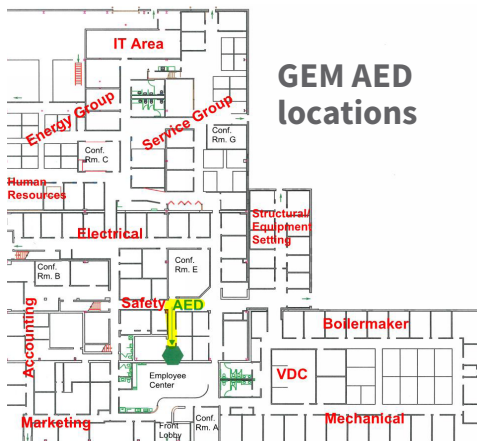 GEM AED
locations
IT Area
Energy Group
Service Group
Conf.
Rm. G
Conf.
Rm. C
Human
Resources
Electrical
Structural/
Equipment
Setting
Conf.
Rm. B
Conf.
Rm. E
Safety
AED
Accounting
Boilermaker
Employee
Center
VDC
Marketing
Front
Lobby
Conf.
Rm. A
Mechanical